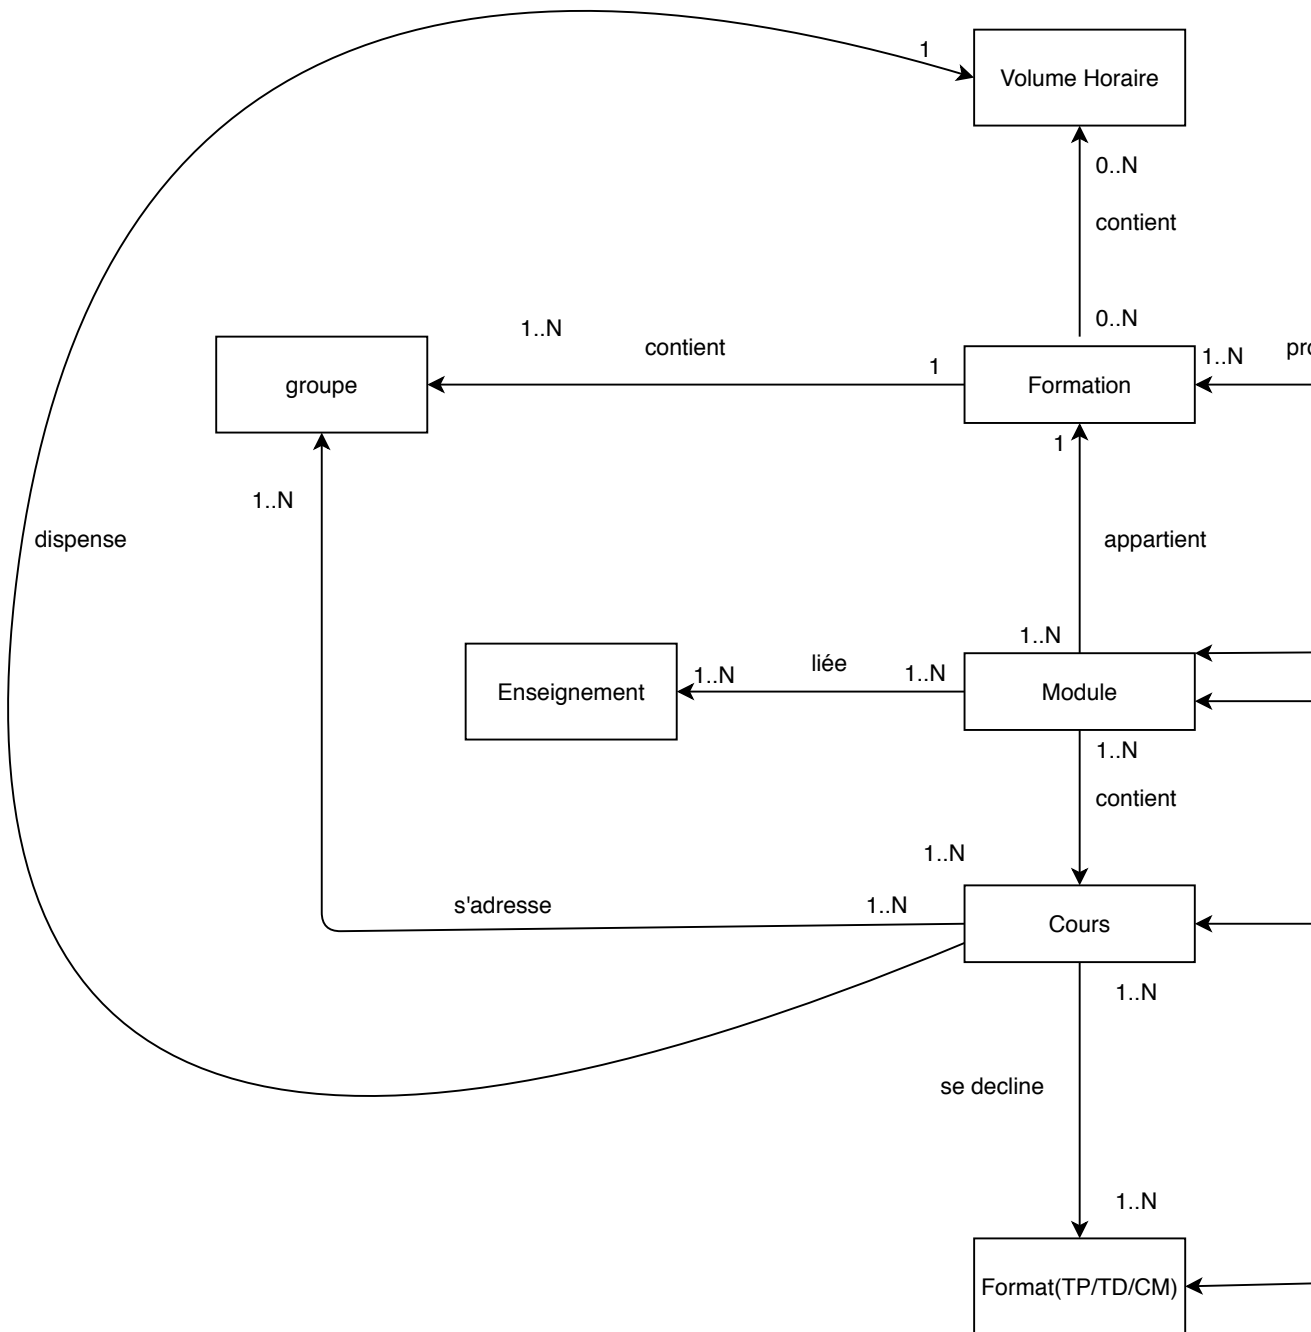 1
Volume Horaire
0..N
contient
0..N
1..N
contient
1
groupe
Formation
1..N
1
1..N
dispense
appartient
1..N
Enseignement
1..N
liée
1..N
Module
1..N
contient
1..N
s'adresse
1..N
Cours
1..N
se decline
1..N
Format(TP/TD/CM)